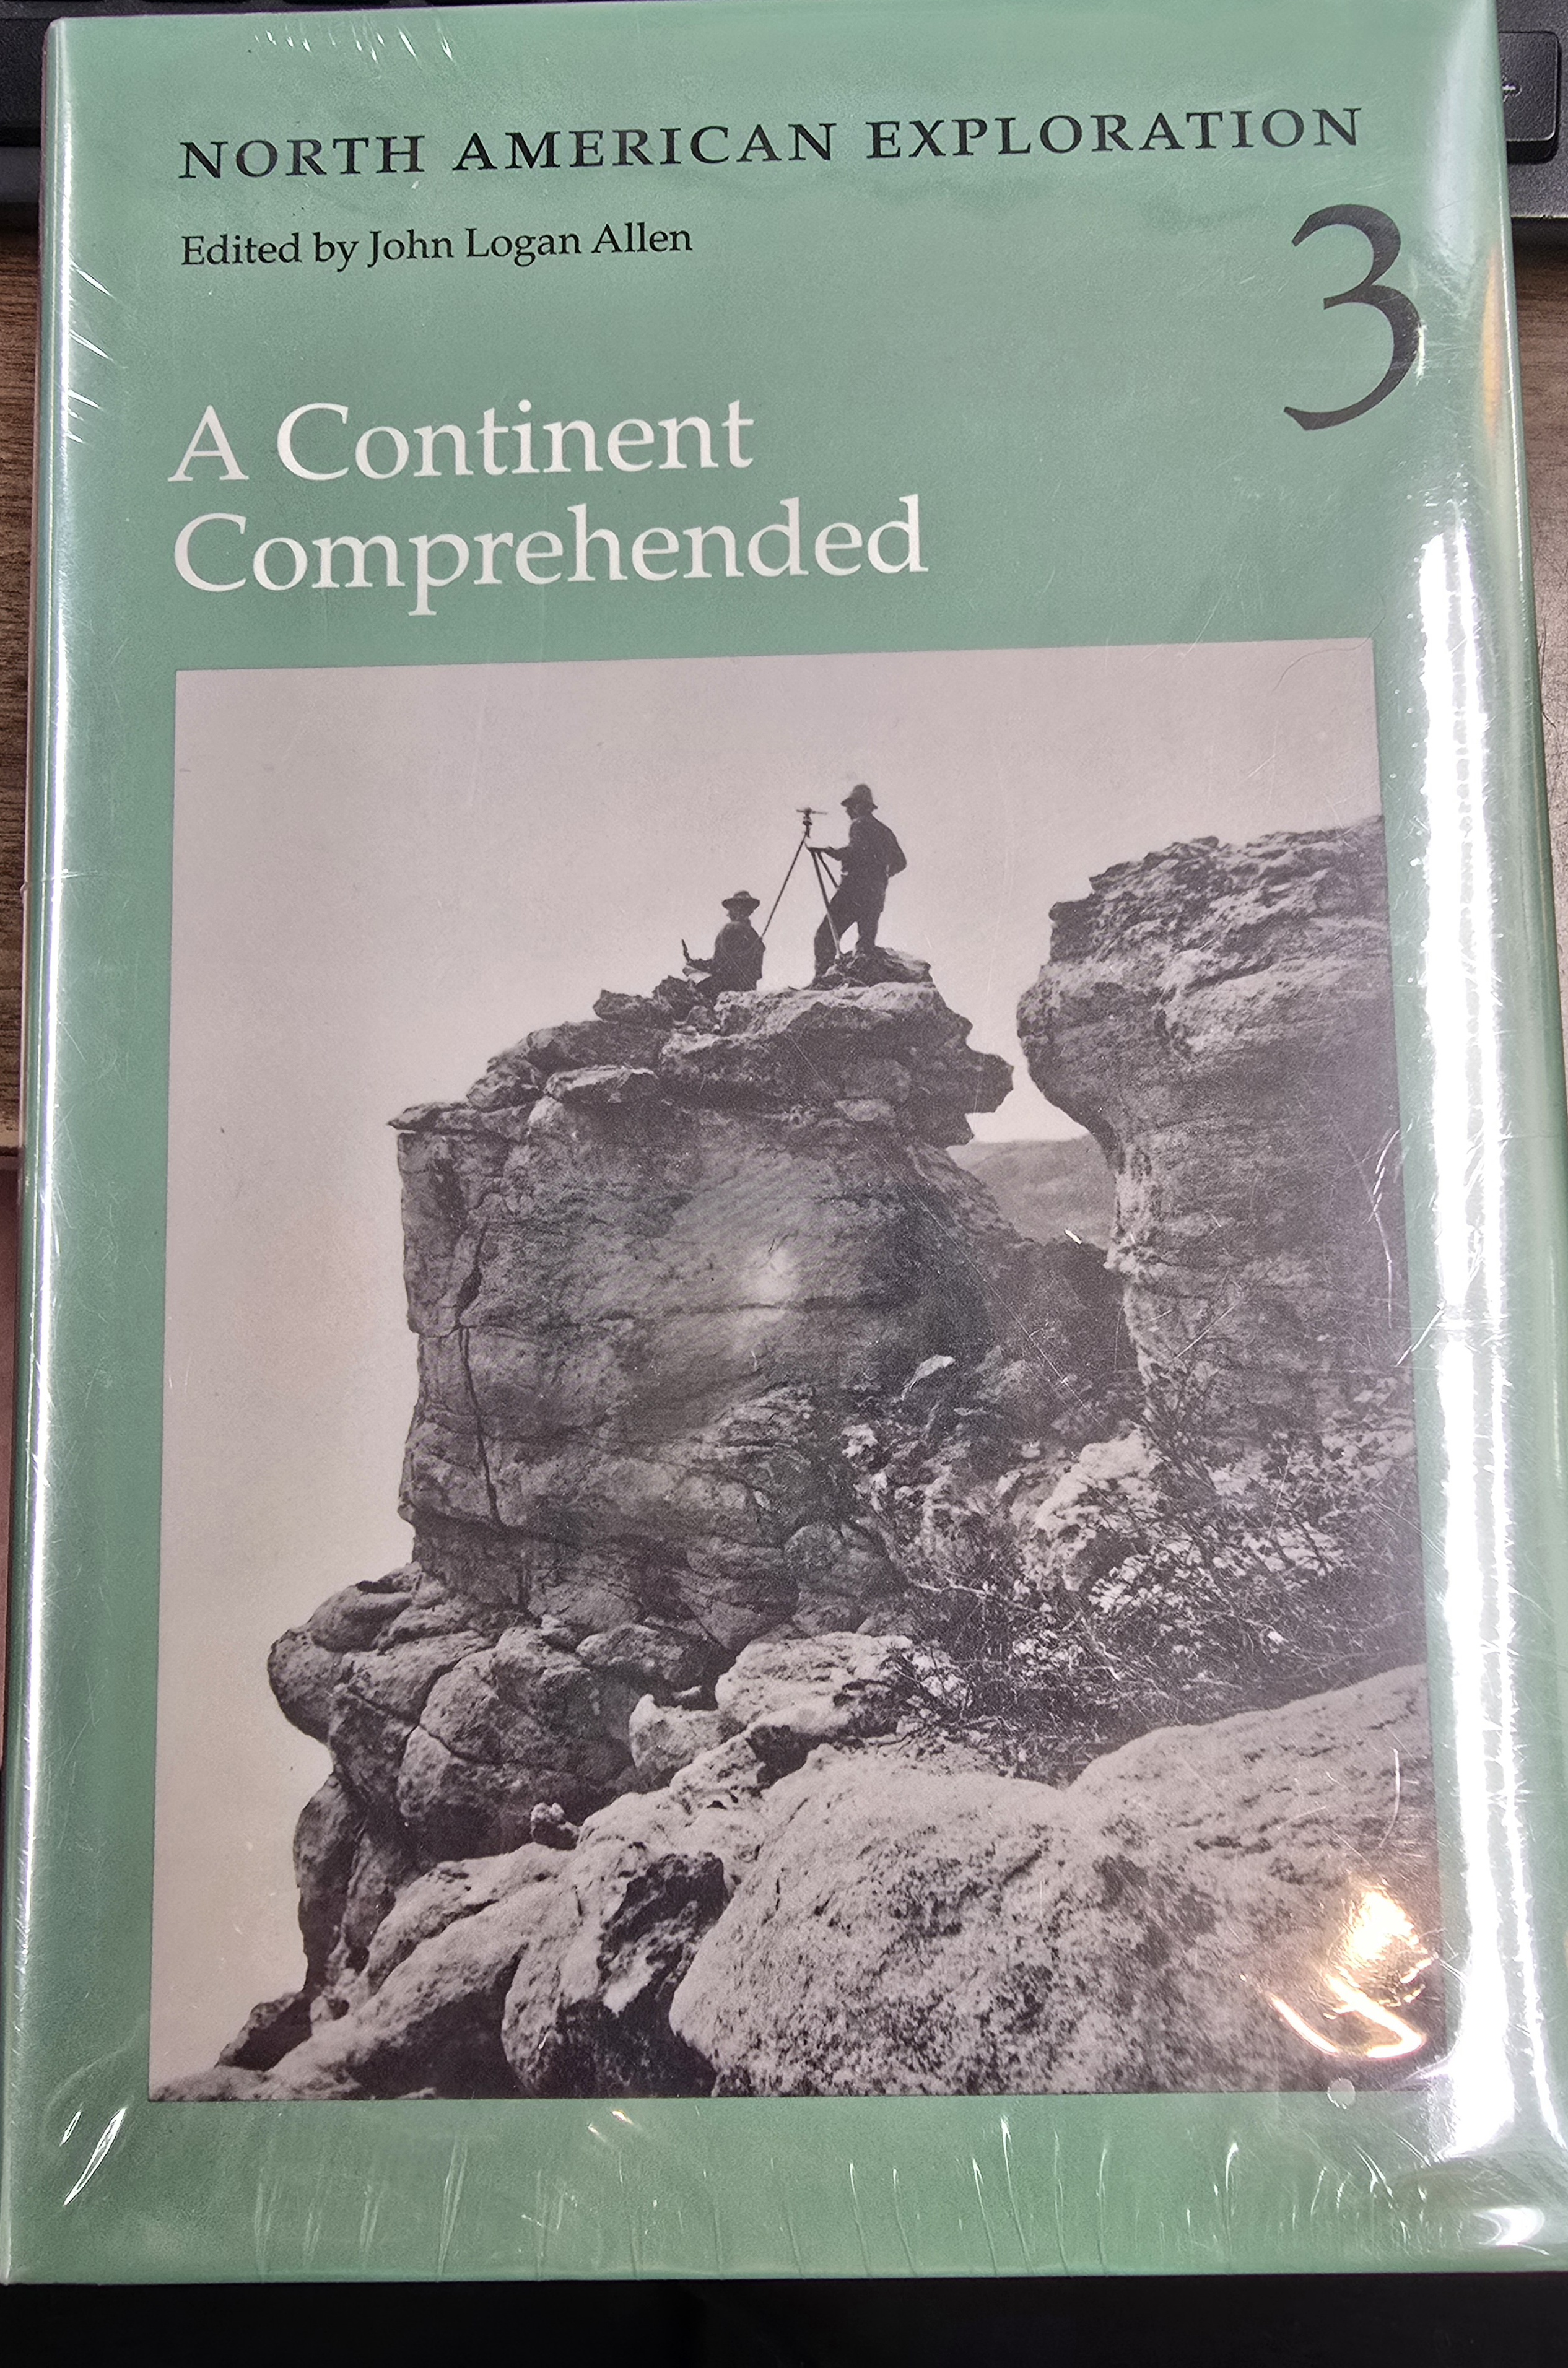 NORTH AMERICAN EXPLORATION
Edited by John Logan Allen
3
A Continent
Comprehended